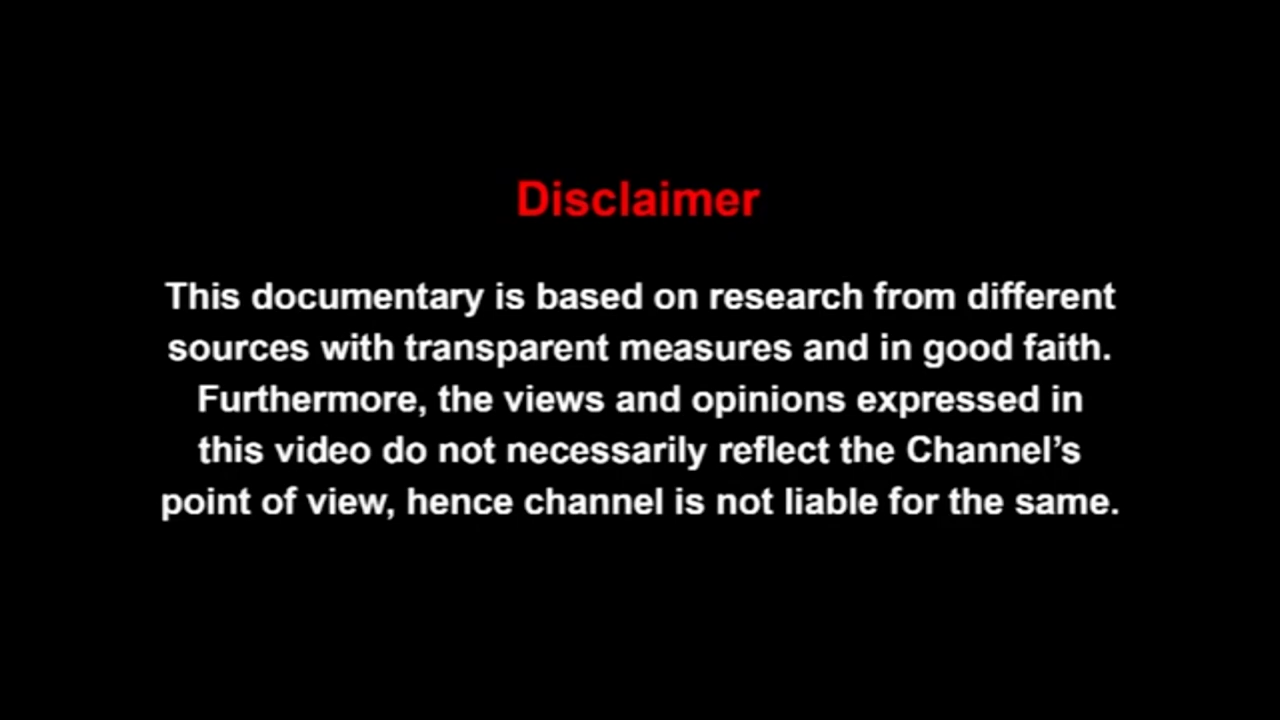 Disclaimer
This documentary is based on research from different
sources with transparent measures and in good faith.
Furthermore, the views and opinions expressed in
this video do not necessarily reflect the Channel’s
point of view, hence channel is not liable for the same.